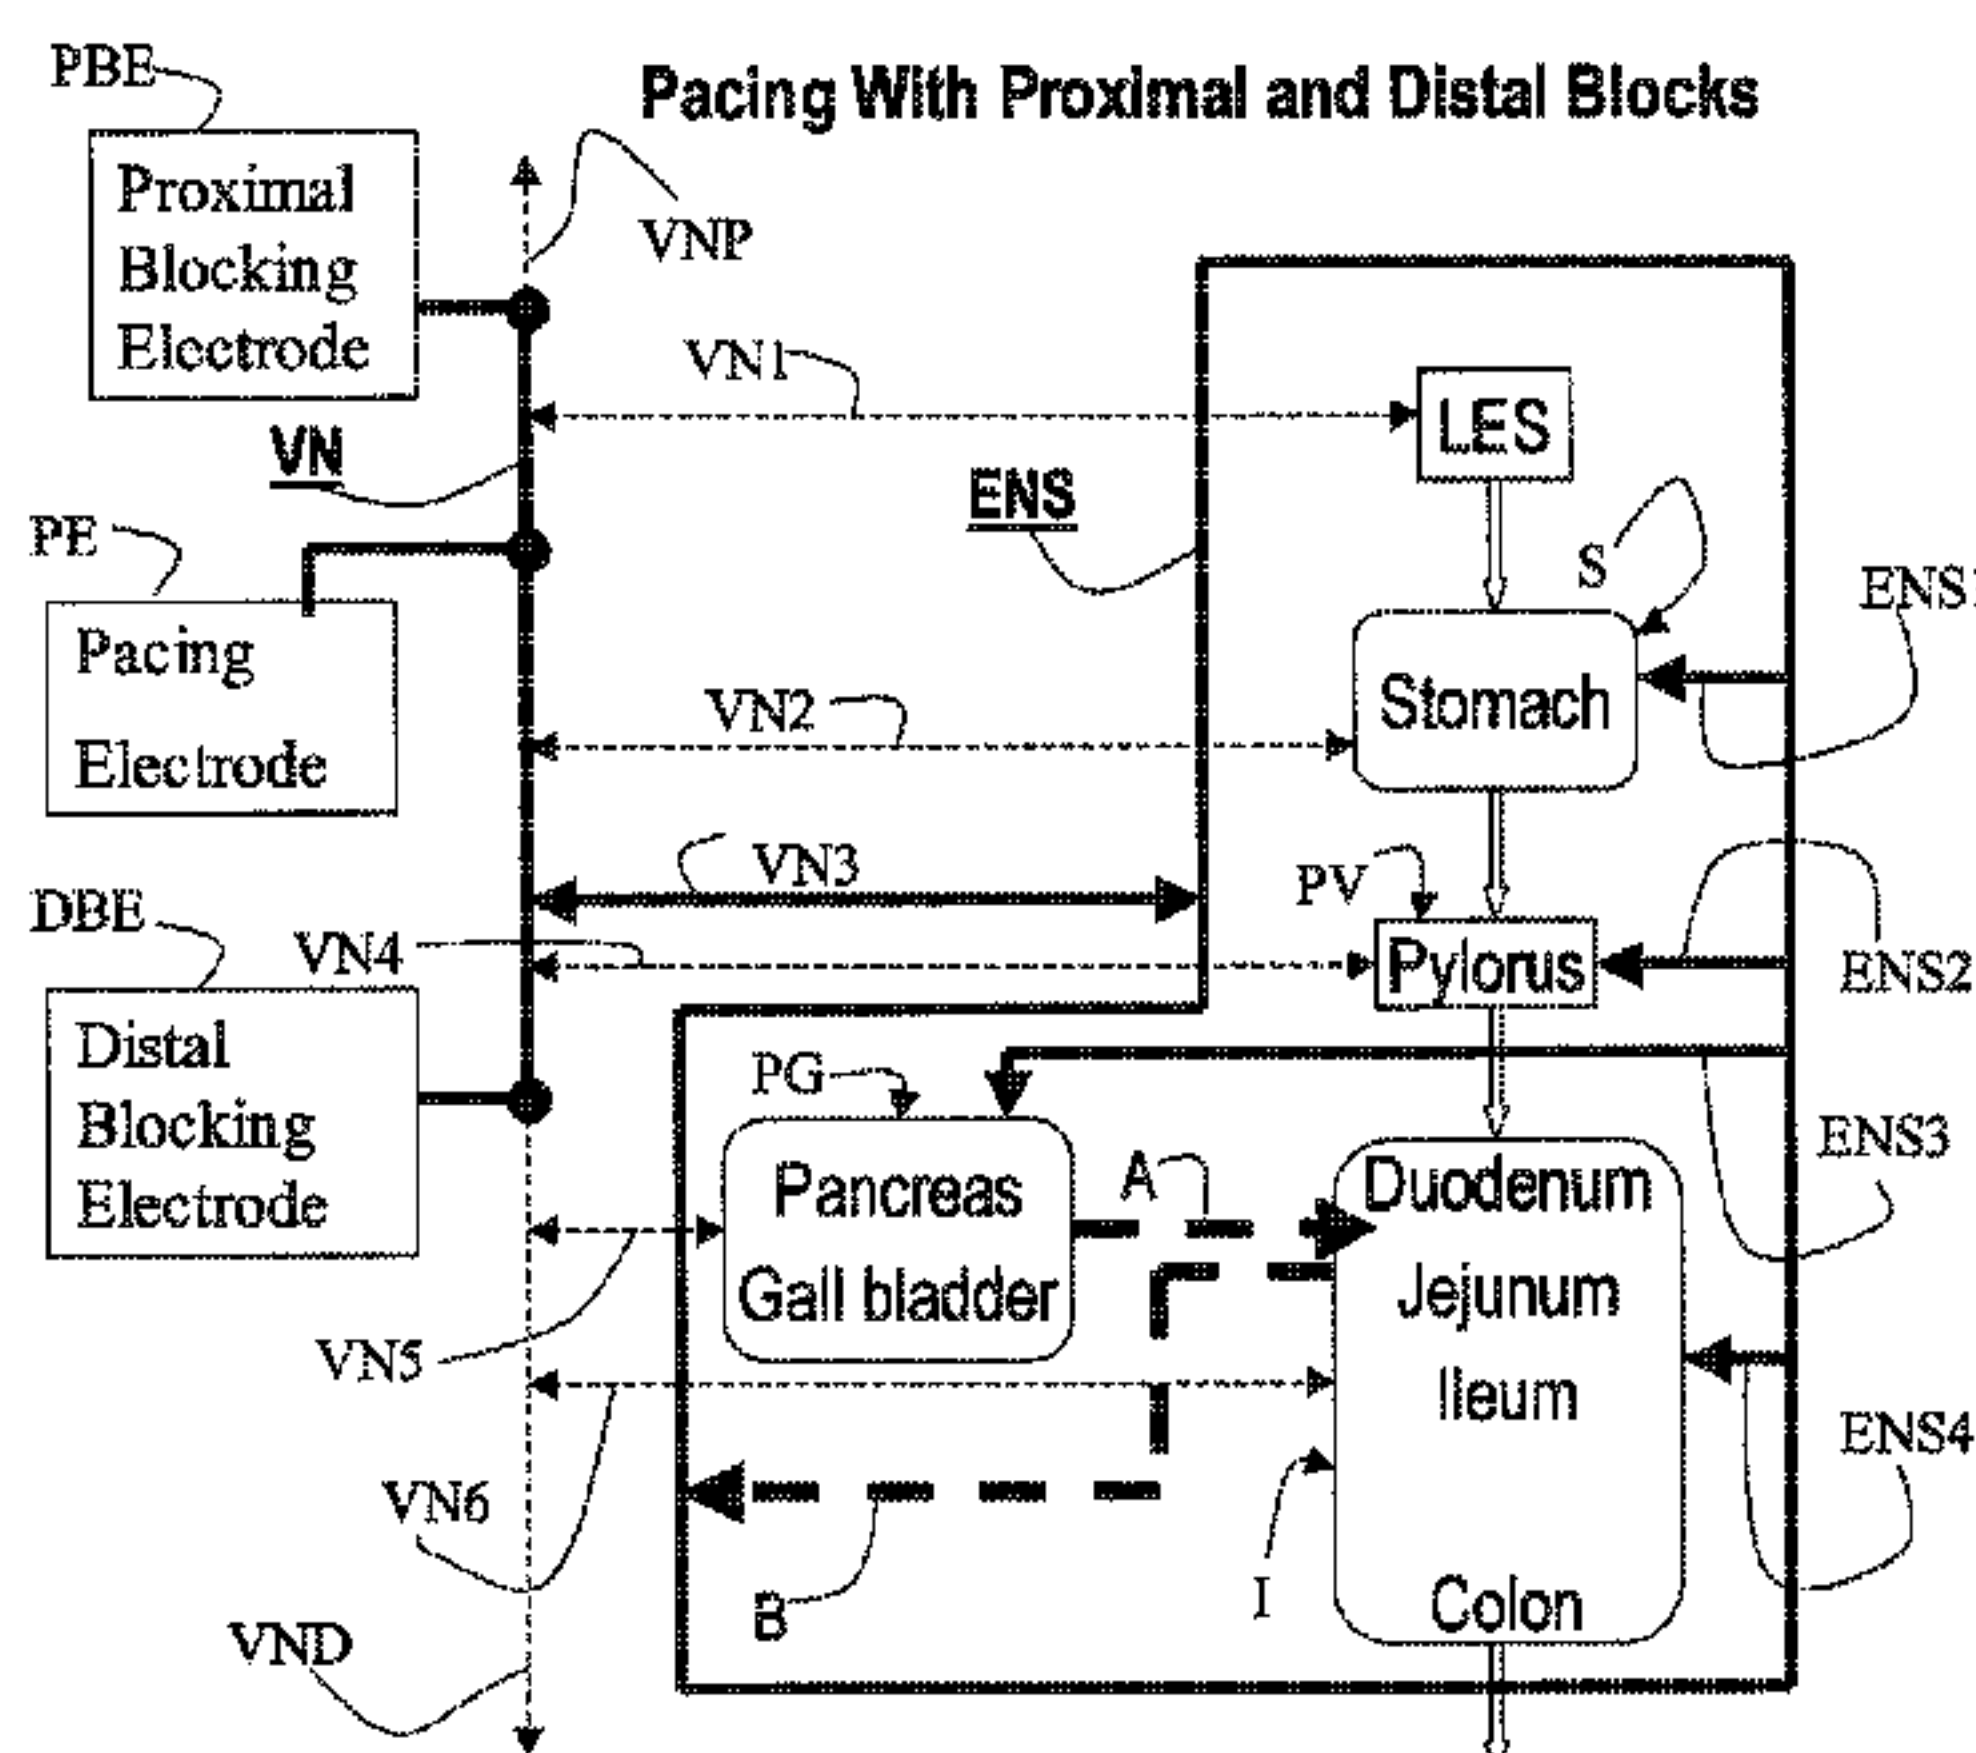 PBE
Pacing With Proximal and Distal Blocks
Proximal
Blocking
Electrode
VNP
VN1
LES
VN
ENS
PE
S
ENS1
Pacing
Electrode
VN2
Stomach
VN3
PV
DBE
VN4
Pylorus
ENS2
Distal
Blocking
Electrode
PG
ENS3
A
Pancreas
Gall bladder
Duodenum
Jejunum
Ileum
Colon
VN5
ENS4
VN6
B
I
VND